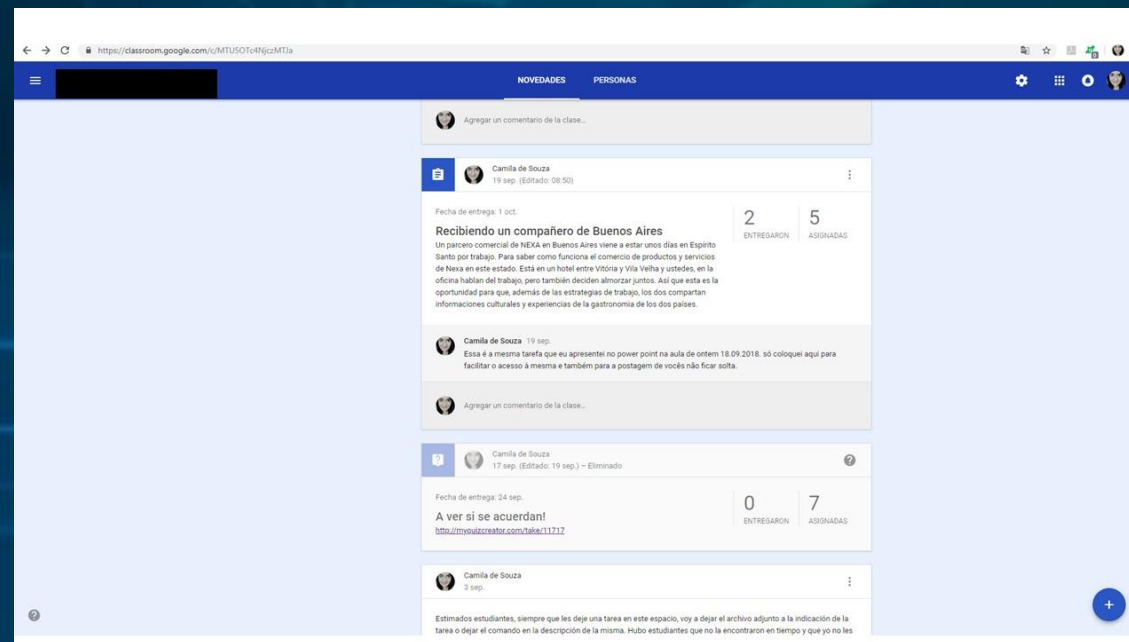 https://classroom.google.com/c/MTU5OTc4NjczMTJa
NOVEDADES PERSONAS
Agregar un comentario de la clase...
Camila de Souza
19 sep. (Editado: 08:50)
Fecha de entrega: 1 oct.
Recibiendo un compañero de Buenos Aires
Un parcero comercial de NEXA en Buenos Aires viene a estar unos días en Espírito
Santo por trabajo. Para saber como funciona el comercio de productos y servicios
de Nexa en este estado. Está en un hotel entre Vitória y Vila Velha y ustedes, en la
oficina hablan del trabajo, pero también deciden almorzar juntos. Así que esta es la
oportunidad para que, además de las estrategias de trabajo, los dos compartan
informaciones culturales y experiencias de la gastronomia de los dos países.
2 5
ENTREGARON ASIGNADAS
Camila de Souza 19 sep.
Essa é a mesma tarefa que eu apresentei no power point na aula de ontem 18.09.2018. só coloquei aqui para
facilitar o acesso à mesma e também para a postagem de vocês não ficar solta.
Agregar un comentario de la clase...
Camila de Souza
17 sep. (Editado: 19 sep.) – Eliminado
Fecha de entrega: 24 sep.
A ver si se acuerdan!
http://myquizcreator.com/take/11717
0 7
ENTREGARON ASIGNADAS
Camila de Souza
3 sep.
Estimados estudiantes, siempre que les deje una tarea en este espacio, voy a dejar el archivo adjunto a la indicación de la
tarea o dejar el comando en la descripción de la misma. Hubo estudiantes que no la encontraron en tiempo y que yo no les